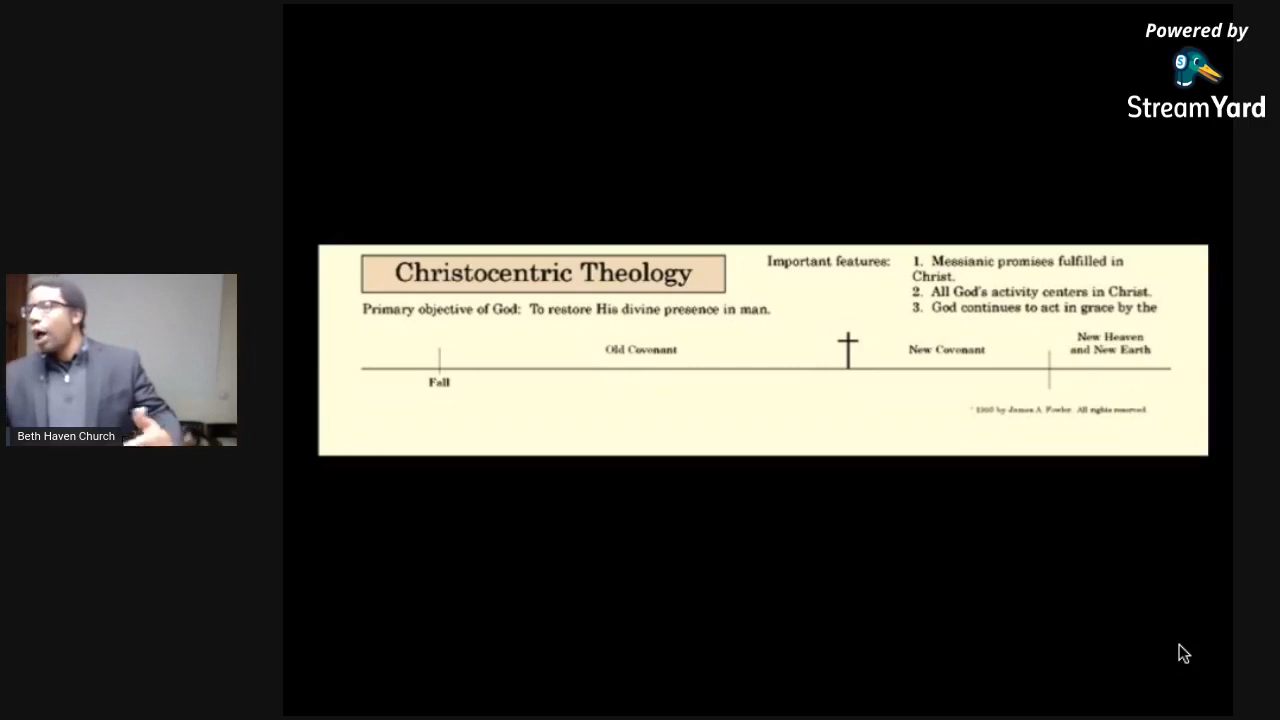 Powered by
StreamYard
Christocentric Theology
Important features:
1. Messianic promises fulfilled in
Christ.
2. All God's activity centers in Christ.
3. God continues to act in grace by the
Primary objective of God: To restore His divine presence in man.
Old Covenant
New Covenant
New Heaven
and New Earth
Fall
by James A. Fowler. All rights reserved.
Beth Haven Church